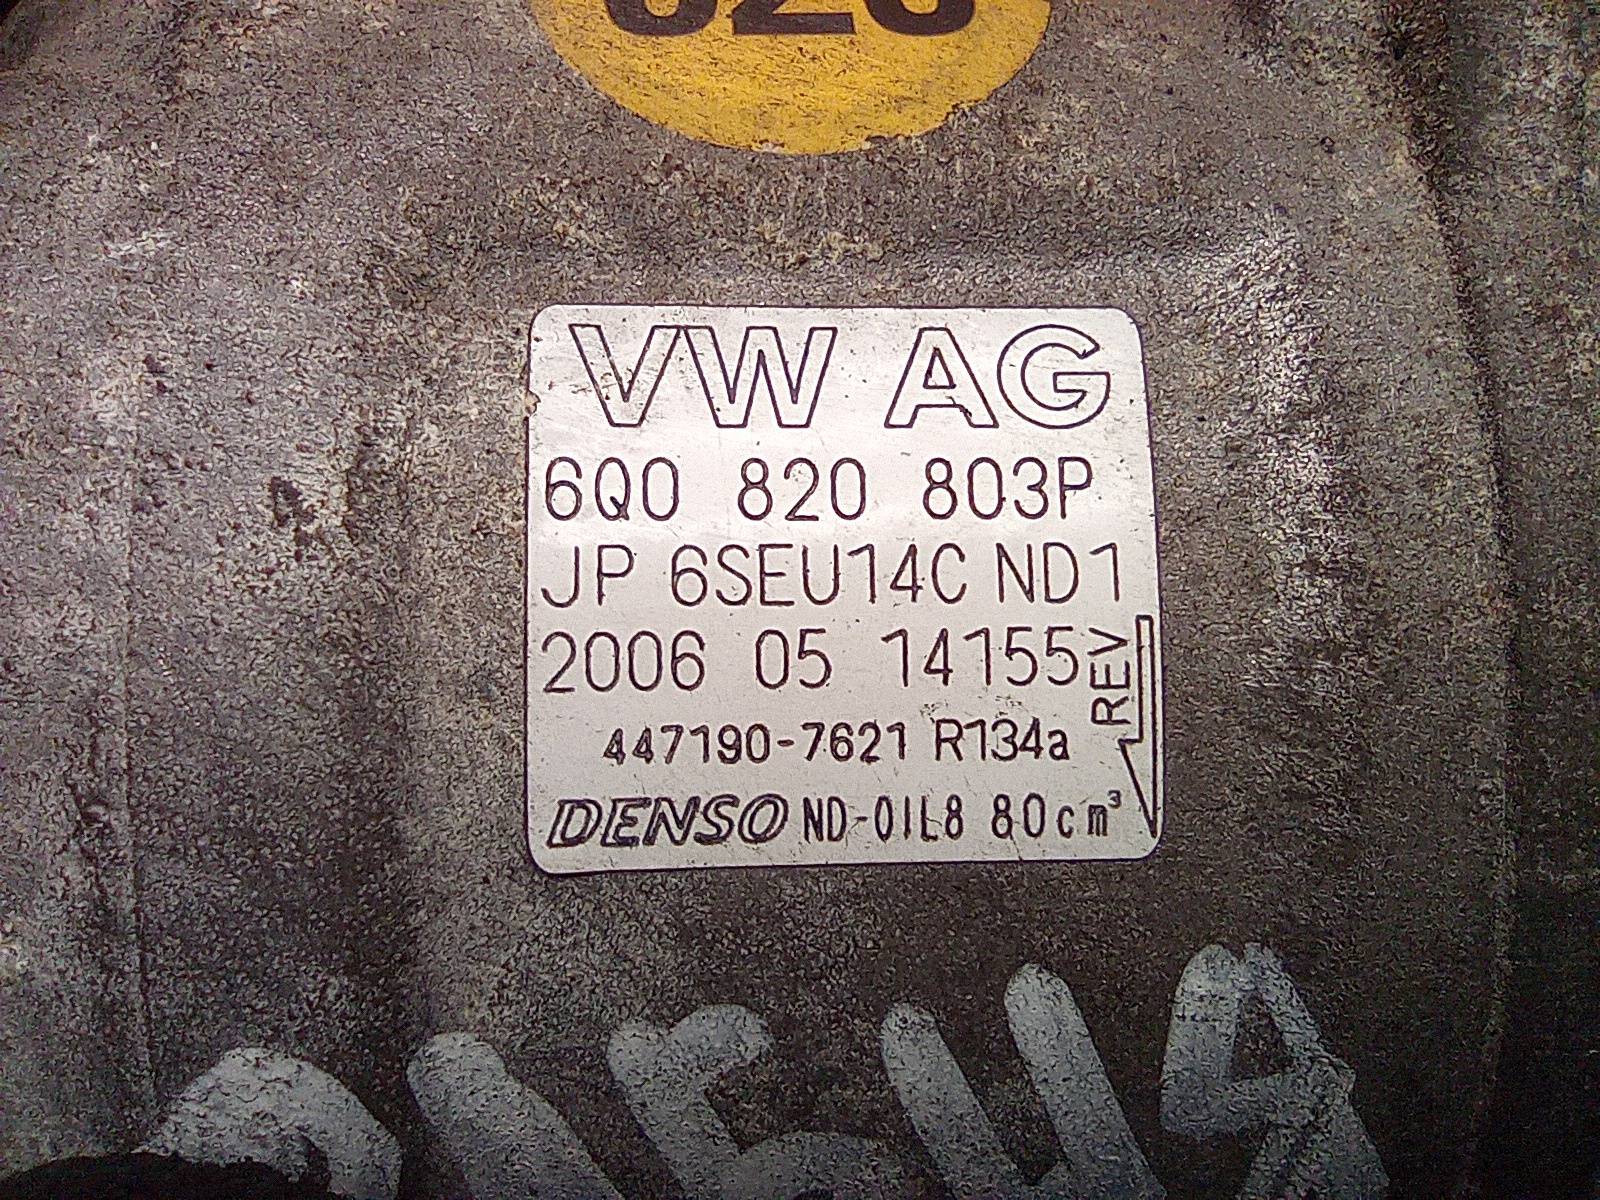 VW AG
6Q0 820 803P
JP 6SEU14C ND1
2006 05 14155
REV
447190-7621 R134a
DENSO ND-OIL8 80cm³